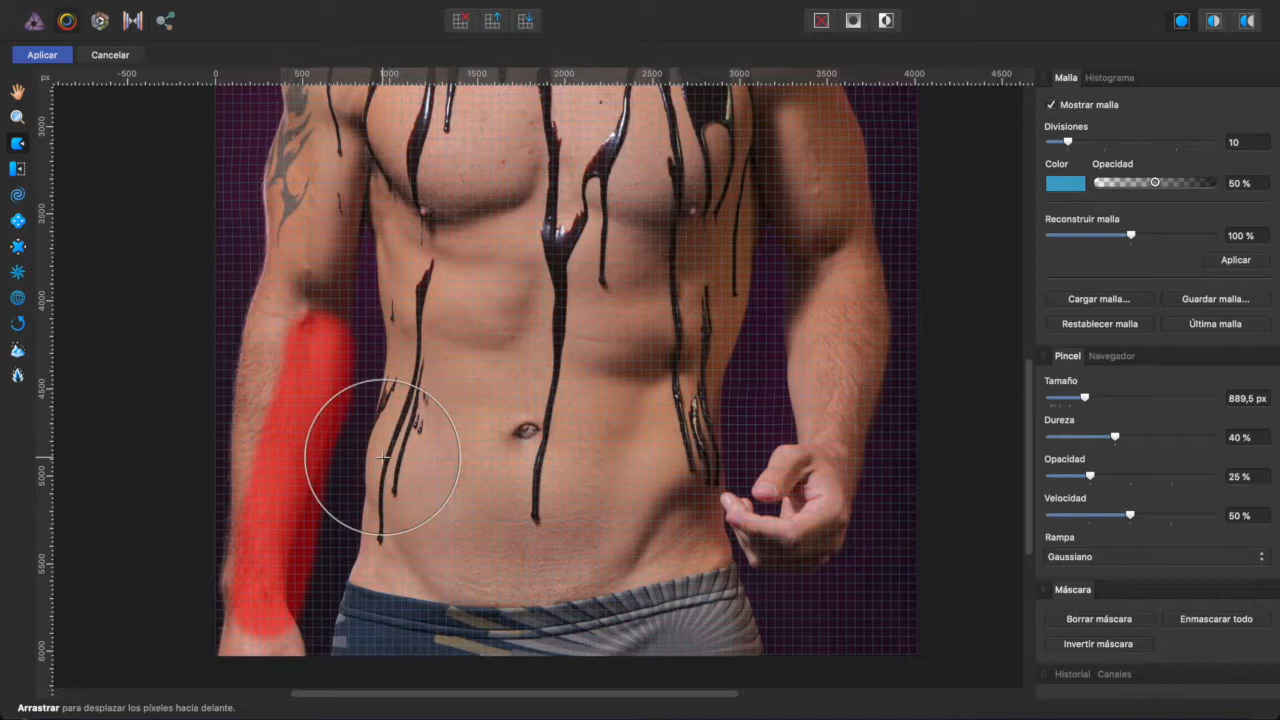 Aplicar
Cancelar
px
-500
0
500
1000
1500
2000
2500
3000
3500
4000
4500
3000
3500
4000
4500
5000
5500
6000
Malla Histograma
Mostrar malla
Divisiones
10
Color Opacidad
50 %
Reconstruir malla
100 %
Aplicar
Cargar malla... Guardar malla...
Restablecer malla Última malla
Pincel Navegador
Tamaño
889,5 px
Dureza
40 %
Opacidad
25 %
Velocidad
50 %
Rampa
Gaussiano
Máscara
Borrar máscara Enmascarar todo
Invertir máscara
Historial Canales
Arrastrar para desplazar los píxeles hacia delante.